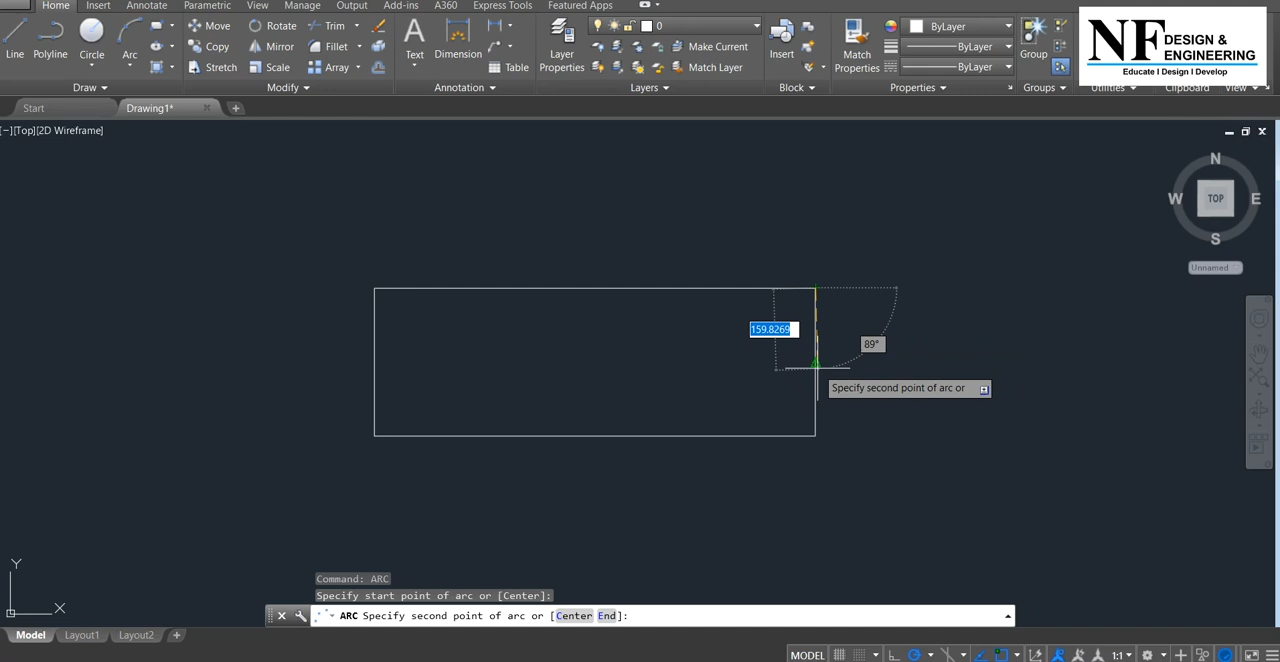 Home Insert Annotate Parametric View Manage Output Add-ins A360 Express Tools Featured Apps
Line Polyline Circle Arc
Move Rotate Trim
Copy Mirror Fillet
Stretch Scale Array
Text Dimension
Table
Layer Properties
0
Make Current
Match Layer
Insert
Match Properties
ByLayer
ByLayer
ByLayer
Group
NF DESIGN & ENGINEERING
Educate I Design I Develop
Draw Modify Annotation Layers Block Properties Groups Utilities Clipboard View
Start Drawing1*
[−][Top][2D Wireframe]
N
W TOP E
S
Unnamed
159.8269
89°
Specify second point of arc or
Y
X
Command: ARC
Specify start point of arc or [Center]:
ARC Specify second point of arc or [Center End]:
Model Layout1 Layout2
MODEL 1:1